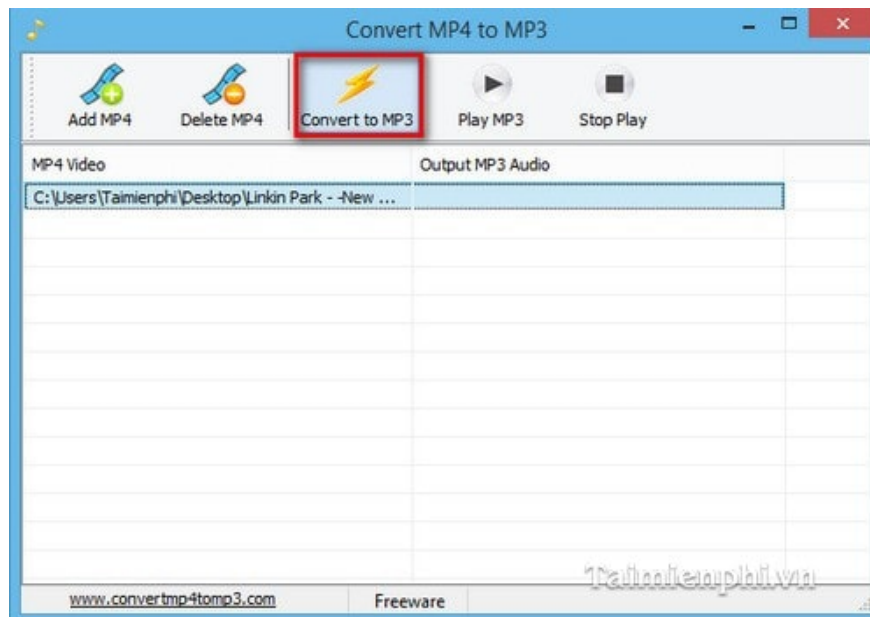 Convert MP4 to MP3
Add MP4 Delete MP4 Convert to MP3 Play MP3 Stop Play
MP4 Video Output MP3 Audio
C:\Users\Taimienphi\Desktop\Linkin Park - -New ...
Taimienphi.vn
www.convertmp4tomp3.com Freeware